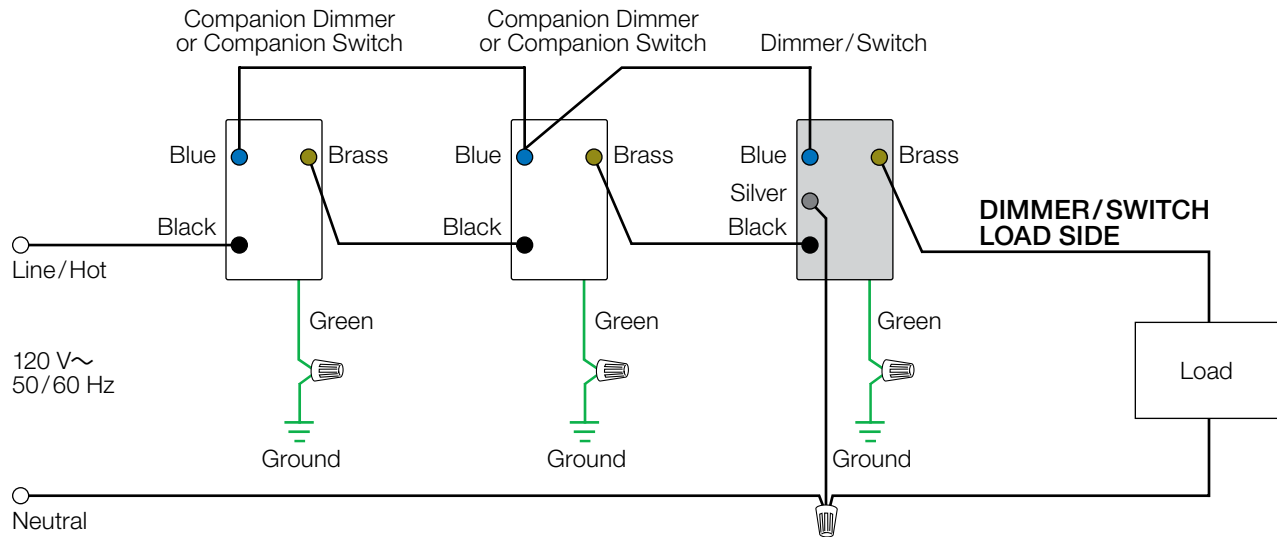 Companion Dimmer
or Companion Switch
Companion Dimmer
or Companion Switch
Dimmer/Switch
Blue
Brass
Blue
Brass
Blue
Brass
Silver
Black
Black
Black
DIMMER/SWITCH
LOAD SIDE
Line/Hot
Green
Green
Green
120 V~
50/60 Hz
Load
Ground
Ground
Ground
Neutral